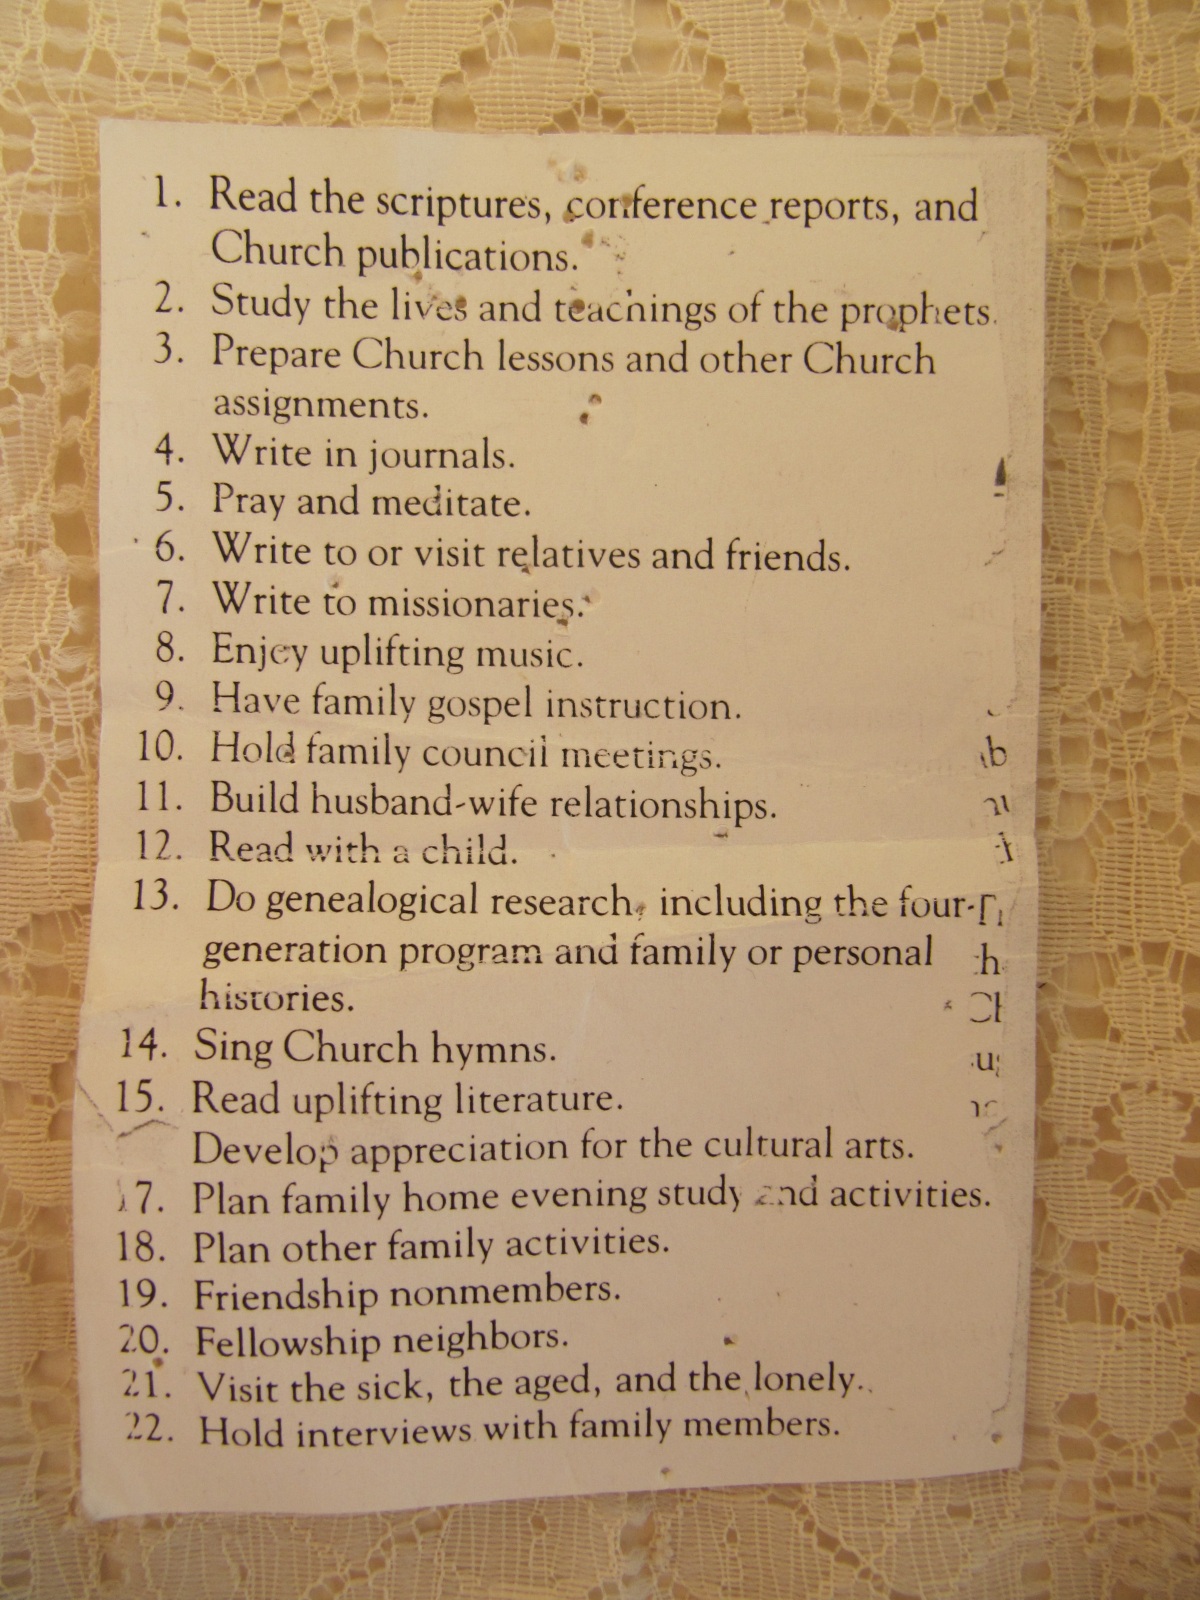 1. Read the scriptures, conference reports, and
Church publications.
2. Study the lives and teachings of the prophets.
3. Prepare Church lessons and other Church
assignments.
4. Write in journals.
5. Pray and meditate.
6. Write to or visit relatives and friends.
7. Write to missionaries.
8. Enjoy uplifting music.
9. Have family gospel instruction.
10. Hold family council meetings.
11. Build husband-wife relationships.
12. Read with a child.
13. Do genealogical research, including the four-
generation program and family or personal
histories.
14. Sing Church hymns.
15. Read uplifting literature.
Develop appreciation for the cultural arts.
17. Plan family home evening study and activities.
18. Plan other family activities.
19. Friendship nonmembers.
20. Fellowship neighbors.
21. Visit the sick, the aged, and the lonely.
22. Hold interviews with family members.